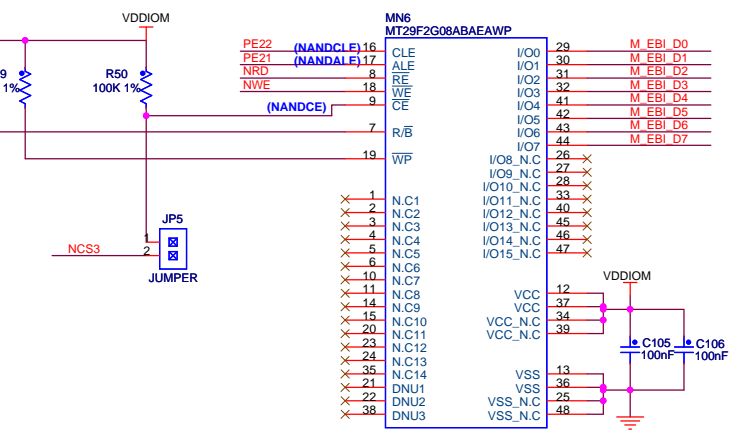 VDDIOM
MN6
MT29F2G08ABAEAWP
9
1%
R50
100K 1%
PE22 (NANDCLE) 16 CLE
PE21 (NANDALE) 17 ALE
NRD 8 RE
NWE 18 WE
(NANDCE) 9 CE
7 R/B
19 WP
I/O0 29 M_EBI_D0
I/O1 30 M_EBI_D1
I/O2 31 M_EBI_D2
I/O3 32 M_EBI_D3
I/O4 41 M_EBI_D4
I/O5 42 M_EBI_D5
I/O6 43 M_EBI_D6
I/O7 44 M_EBI_D7
I/O8_N.C 26
I/O9_N.C 27
I/O10_N.C 28
I/O11_N.C 33
I/O12_N.C 40
I/O13_N.C 45
I/O14_N.C 46
I/O15_N.C 47
1 N.C1
2 N.C2
3 N.C3
4 N.C4
5 N.C5
6 N.C6
10 N.C7
11 N.C8
14 N.C9
15 N.C10
20 N.C11
23 N.C12
24 N.C13
35 N.C14
21 DNU1
22 DNU2
38 DNU3
JP5
1
NCS3 2
JUMPER
VCC 12
VCC 37
VCC_N.C 34
VCC_N.C 39
VSS 13
VSS 36
VSS_N.C 25
VSS_N.C 48
VDDIOM
C105
100nF
C106
100nF